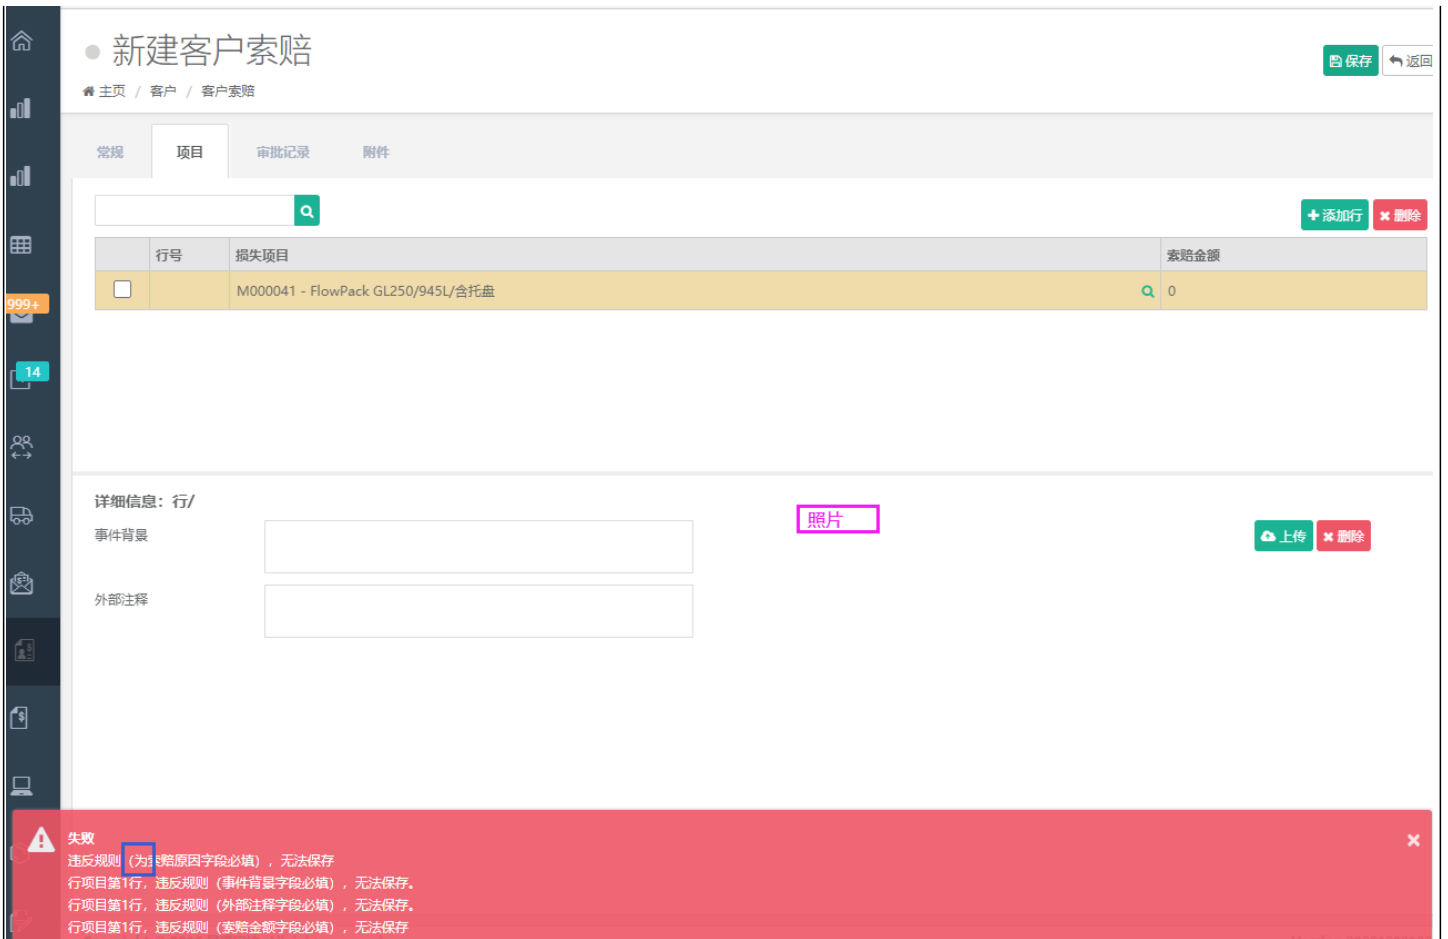 新建客户索赔
保存 返回
主页 / 客户 / 客户索赔
常规 项目 审批记录 附件
添加行 删除
行号 损失项目 索赔金额
M000041 - FlowPack GL250/945L/含托盘 0
999+
14
详细信息：行/
照片
事件背景
上传 删除
外部注释
失败
违反规则（为索赔原因字段必填），无法保存
行项目第1行，违反规则（事件背景字段必填），无法保存。
行项目第1行，违反规则（外部注释字段必填），无法保存。
行项目第1行，违反规则（索赔金额字段必填），无法保存